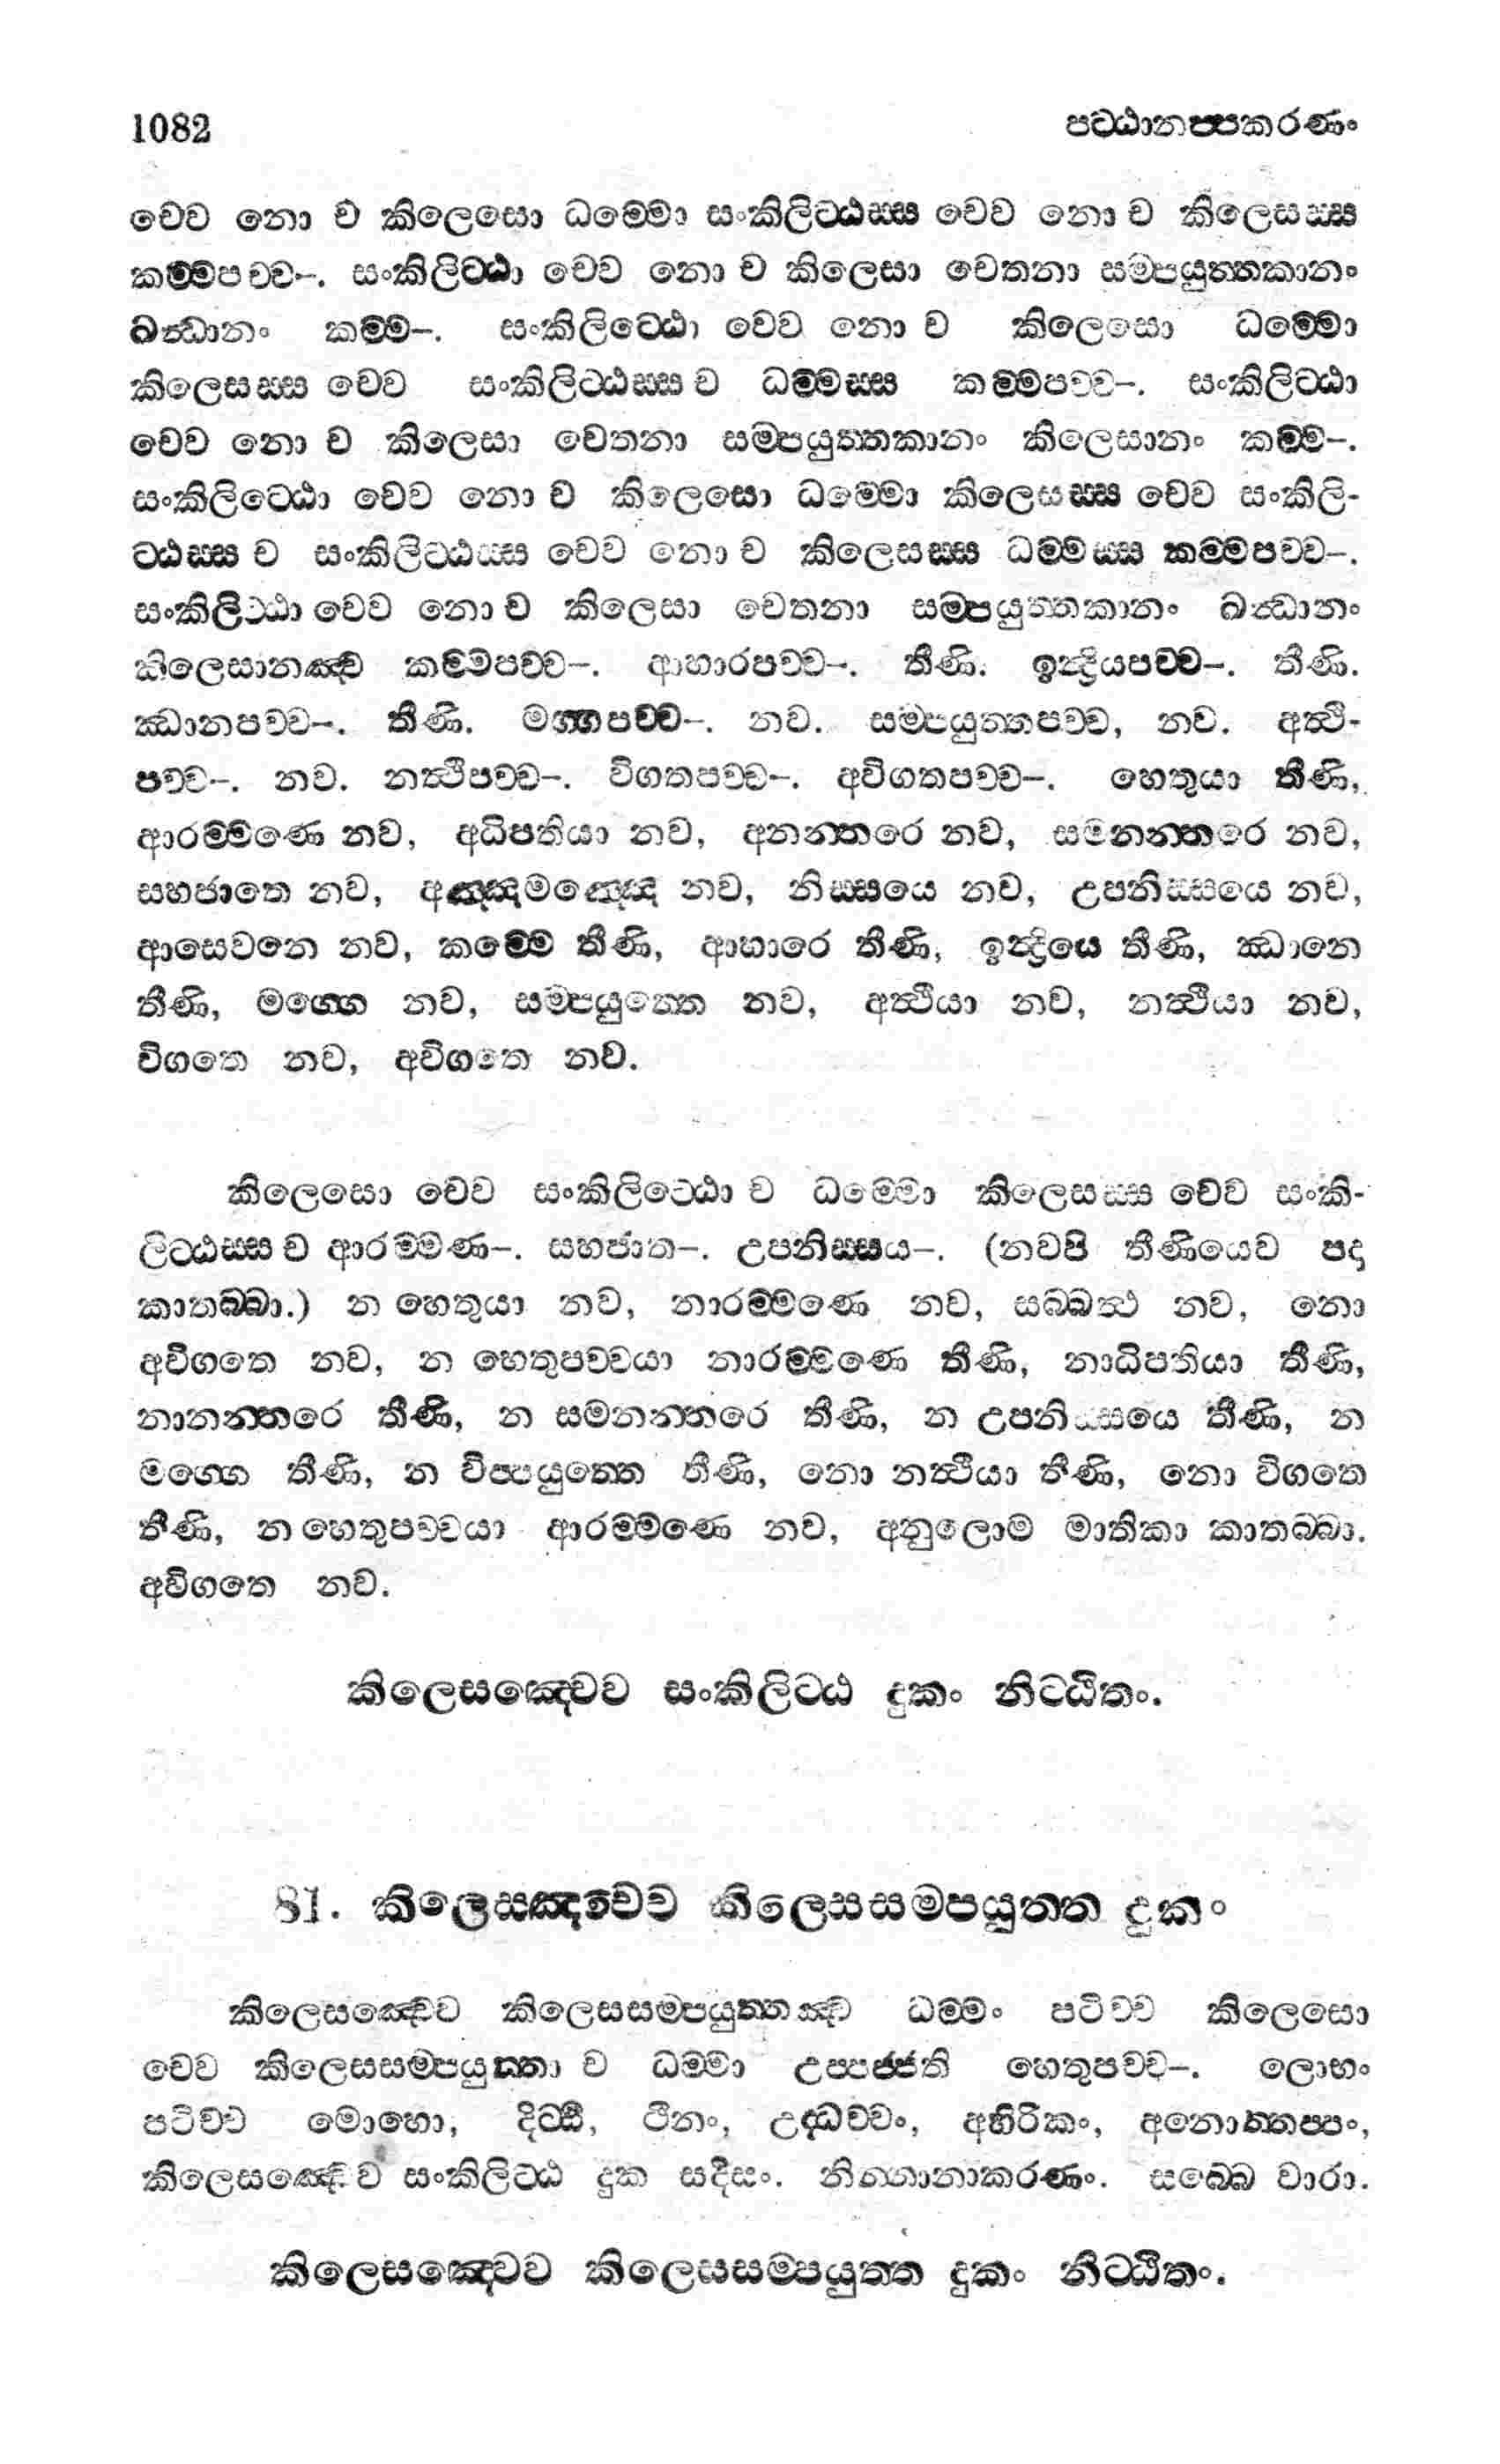 1082 පට්ඨානප්පකරණං
චෙව නො ච කිලෙසො ධම්මො සංකිලිට්ඨස්ස චෙව නො ච කිලෙසස්ස
කම්මපච්ච–. සංකිලිට්ඨා චෙව නො ච කිලෙසා චෙතනා සම්පයුත්තකානං
ඛන්ධානං කම්ම–. සංකිලිට්ඨො චෙව නො ච කිලෙසො ධම්මො
කිලෙසස්ස චෙව සංකිලිට්ඨස්ස ච ධම්මස්ස කම්මපච්ච–. සංකිලිට්ඨා
චෙව නො ච කිලෙසා චෙතනා සම්පයුත්තකානං කිලෙසානං කම්ම–.
සංකිලිට්ඨො චෙව නො ච කිලෙසො ධම්මො කිලෙසස්ස චෙව සංකිලි-
ට්ඨස්ස ච සංකිලිට්ඨස්ස චෙව නො ච කිලෙසස්ස ධම්මස්ස කම්මපච්ච–.
සංකිලිට්ඨා චෙව නො ච කිලෙසා චෙතනා සම්පයුත්තකානං ඛන්ධානං
කිලෙසානඤ්ච කම්මපච්ච–. ආහාරපච්ච–. තීණි. ඉන්ද්‍රියපච්ච–. තීණි.
ඣානපච්ච–. තීණි. මග්ගපච්ච–. නව. සම්පයුත්තපච්ච, නව. අත්ථි-
පච්ච–. නව. නත්ථිපච්ච–. විගතපච්ච–. අවිගතපච්ච–. හෙතුයා තීණි,
ආරම්මණෙ නව, අධිපතියා නව, අනන්තරෙ නව, සමනන්තරෙ නව,
සහජාතෙ නව, අඤ්ඤමඤ්ඤෙ නව, නිස්සයෙ නව, උපනිස්සයෙ නව,
ආසෙවනෙ නව, කම්මෙ තීණි, ආහාරෙ තීණි, ඉන්ද්‍රියෙ තීණි, ඣානෙ
තීණි, මග්ගෙ නව, සම්පයුත්තෙ නව, අත්ථියා නව, නත්ථියා නව,
විගතෙ නව, අවිගතෙ නව.
කිලෙසො චෙව සංකිලිට්ඨො ච ධම්මො කිලෙසස්ස චෙව සංකි-
ලිට්ඨස්ස ච ආරම්මණ–. සහජාත–. උපනිස්සය–. (නවපි තීණියෙව පදා
කාතබ්බා.) න හෙතුයා නව, නාරම්මණෙ නව, සබ්බත්ථ නව, නො
අවිගතෙ නව, න හෙතුපච්චයා නාරම්මණෙ තීණි, නාධිපතියා තීණි,
නානන්තරෙ තීණි, න සමනන්තරෙ තීණි, න උපනිස්සයෙ තීණි, න
මග්ගෙ තීණි, න විප්පයුත්තෙ තීණි, නො නත්ථියා තීණි, නො විගතෙ
තීණි, න හෙතුපච්චයා ආරම්මණෙ නව, අනුලොම මාතිකා කාතබ්බා.
අවිගතෙ නව.
කිලෙසඤ්චෙව සංකිලිට්ඨ දුකං නිට්ඨිතං.
81. කිලෙසඤ්චෙව කිලෙසසම්පයුත්ත දුකං
කිලෙසඤ්චෙව කිලෙසසම්පයුත්තඤ්ච ධම්මං පටිච්ච කිලෙසො
චෙව කිලෙසසම්පයුත්තා ච ධම්මා උප්පජ්ජති හෙතුපච්ච–. ලොභං
පටිච්ච මොහො, දිට්ඨි, ථීනං, උද්ධච්චං, අහිරිකං, අනොත්තප්පං,
කිලෙසඤ්චෙව සංකිලිට්ඨ දුක සදිසං. නින්නානාකරණං. සබ්බෙ වාරා.
කිලෙසඤ්චෙව කිලෙසසම්පයුත්ත දුකං නිට්ඨිතං.